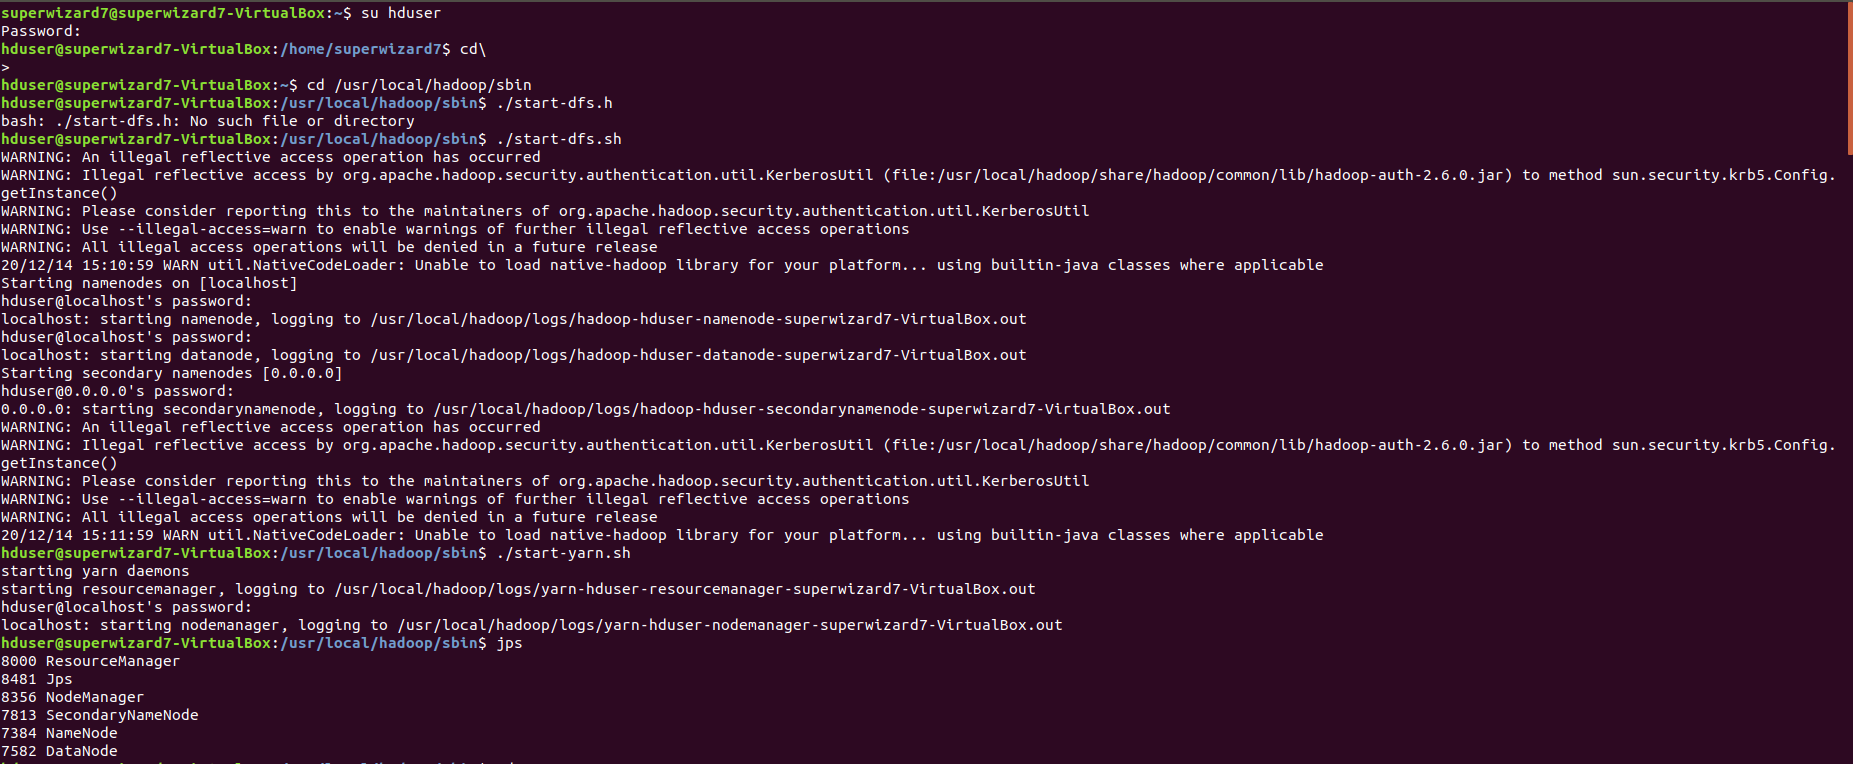 superwizard7@superwizard7-VirtualBox:~$ su hduser
Password:
hduser@superwizard7-VirtualBox:/home/superwizard7$ cd\
>
hduser@superwizard7-VirtualBox:~$ cd /usr/local/hadoop/sbin
hduser@superwizard7-VirtualBox:/usr/local/hadoop/sbin$ ./start-dfs.h
bash: ./start-dfs.h: No such file or directory
hduser@superwizard7-VirtualBox:/usr/local/hadoop/sbin$ ./start-dfs.sh
WARNING: An illegal reflective access operation has occurred
WARNING: Illegal reflective access by org.apache.hadoop.security.authentication.util.KerberosUtil (file:/usr/local/hadoop/share/hadoop/common/lib/hadoop-auth-2.6.0.jar) to method sun.security.krb5.Config.
getInstance()
WARNING: Please consider reporting this to the maintainers of org.apache.hadoop.security.authentication.util.KerberosUtil
WARNING: Use --illegal-access=warn to enable warnings of further illegal reflective access operations
WARNING: All illegal access operations will be denied in a future release
20/12/14 15:10:59 WARN util.NativeCodeLoader: Unable to load native-hadoop library for your platform... using builtin-java classes where applicable
Starting namenodes on [localhost]
hduser@localhost's password:
localhost: starting namenode, logging to /usr/local/hadoop/logs/hadoop-hduser-namenode-superwizard7-VirtualBox.out
hduser@localhost's password:
localhost: starting datanode, logging to /usr/local/hadoop/logs/hadoop-hduser-datanode-superwizard7-VirtualBox.out
Starting secondary namenodes [0.0.0.0]
hduser@0.0.0.0's password:
0.0.0.0: starting secondarynamenode, logging to /usr/local/hadoop/logs/hadoop-hduser-secondarynamenode-superwizard7-VirtualBox.out
WARNING: An illegal reflective access operation has occurred
WARNING: Illegal reflective access by org.apache.hadoop.security.authentication.util.KerberosUtil (file:/usr/local/hadoop/share/hadoop/common/lib/hadoop-auth-2.6.0.jar) to method sun.security.krb5.Config.
getInstance()
WARNING: Please consider reporting this to the maintainers of org.apache.hadoop.security.authentication.util.KerberosUtil
WARNING: Use --illegal-access=warn to enable warnings of further illegal reflective access operations
WARNING: All illegal access operations will be denied in a future release
20/12/14 15:11:59 WARN util.NativeCodeLoader: Unable to load native-hadoop library for your platform... using builtin-java classes where applicable
hduser@superwizard7-VirtualBox:/usr/local/hadoop/sbin$ ./start-yarn.sh
starting yarn daemons
starting resourcemanager, logging to /usr/local/hadoop/logs/yarn-hduser-resourcemanager-superwizard7-VirtualBox.out
hduser@localhost's password:
localhost: starting nodemanager, logging to /usr/local/hadoop/logs/yarn-hduser-nodemanager-superwizard7-VirtualBox.out
hduser@superwizard7-VirtualBox:/usr/local/hadoop/sbin$ jps
8000 ResourceManager
8481 Jps
8356 NodeManager
7813 SecondaryNameNode
7384 NameNode
7582 DataNode